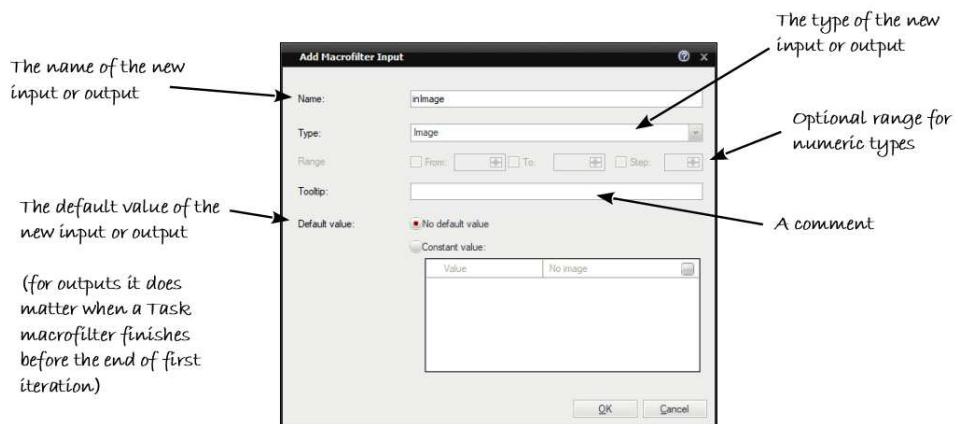 The type of the new
input or output
Add Macrofilter Input
The name of the new
input or output
Name:
inImage
Type:
Image
Optional range for
numeric types
Range
From:
To:
Step:
Tooltip:
A comment
The default value of the
new input or output
Default value:
No default value
Constant value:
Value
No image
(for outputs it does
matter when a Task
macrofilter finishes
before the end of first
iteration)
OK
Cancel